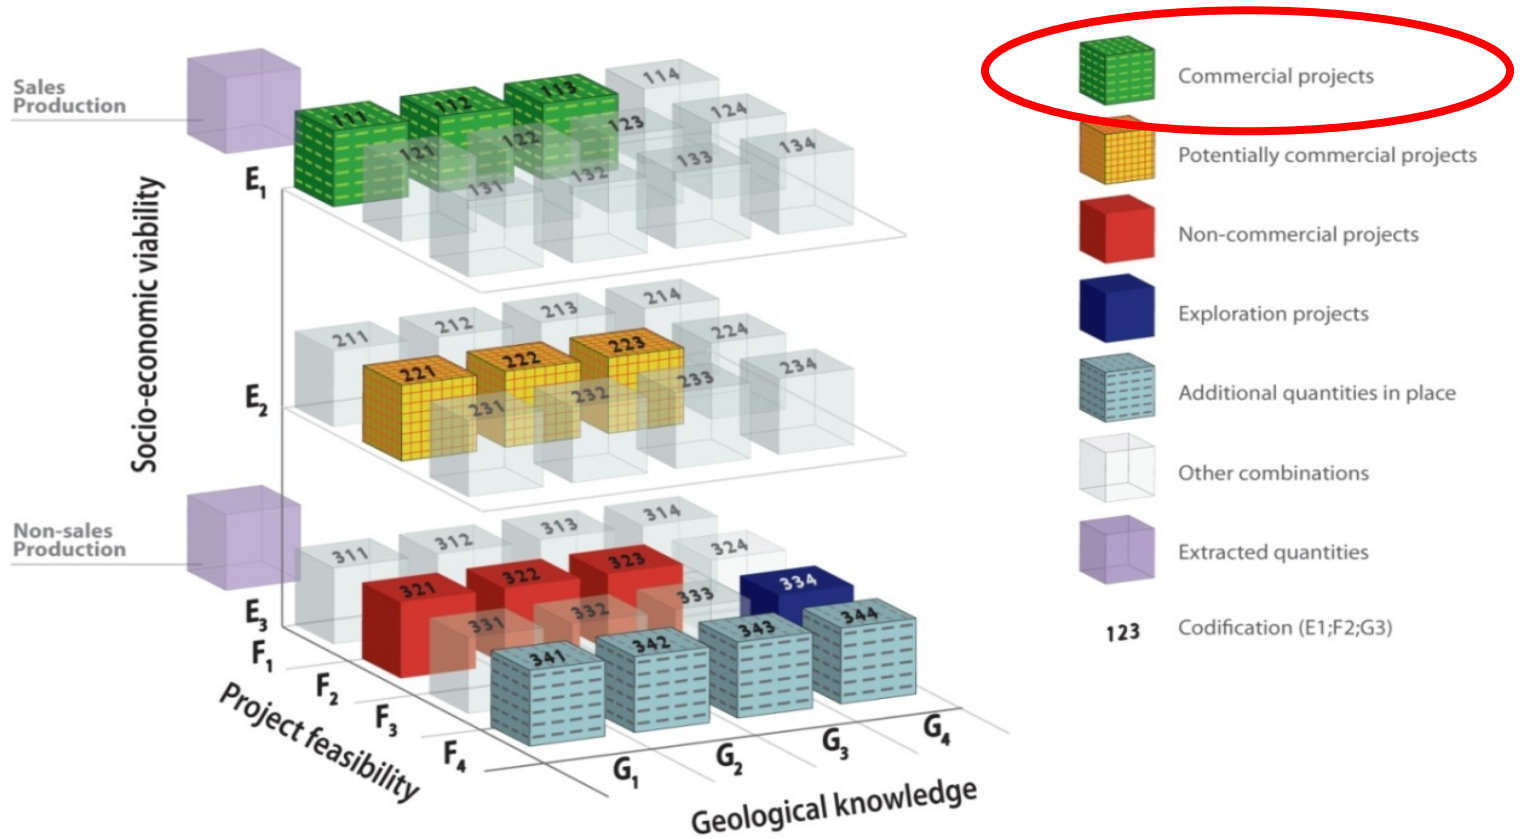 Sales
Production
Socio-economic viability
E1
111
112
113
114
121
122
123
124
131
132
133
134
E2
211
212
213
214
221
222
223
224
231
232
233
234
Non-sales
Production
E3
311
312
313
314
321
322
323
324
331
332
333
334
341
342
343
344
F1
F2
F3
F4
Project feasibility
G1
G2
G3
G4
Geological knowledge
Commercial projects
Potentially commercial projects
Non-commercial projects
Exploration projects
Additional quantities in place
Other combinations
Extracted quantities
123 Codification (E1;F2;G3)